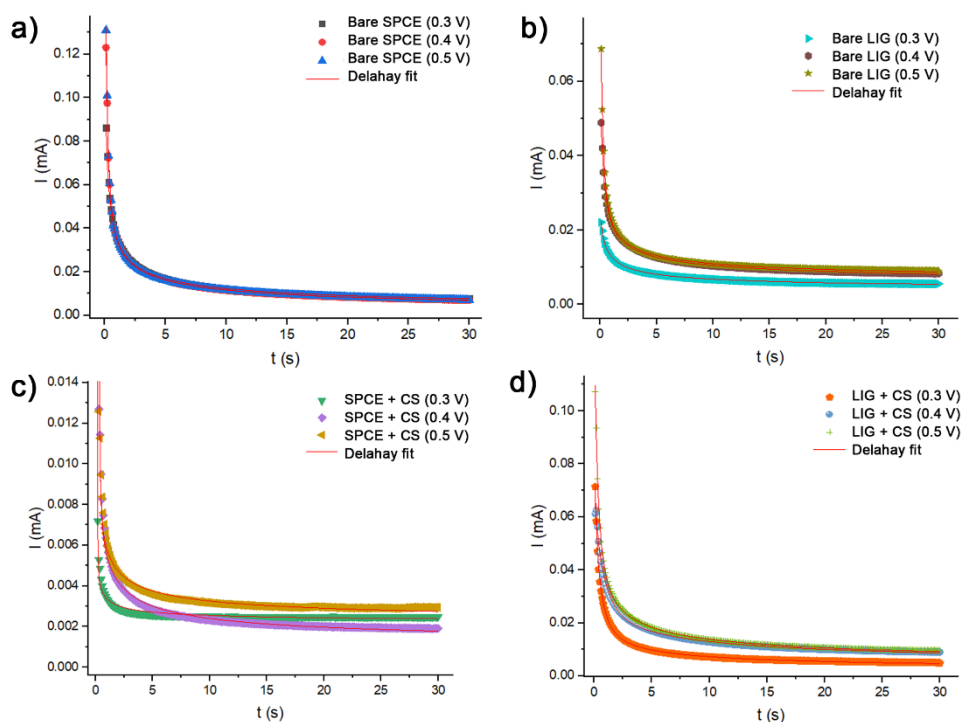 a)
Bare SPCE (0.3 V)
Bare SPCE (0.4 V)
Bare SPCE (0.5 V)
Delahay fit
I (mA)
0.12
0.10
0.08
0.06
0.04
0.02
0.00
0 5 10 15 20 25 30
t (s)
b)
Bare LIG (0.3 V)
Bare LIG (0.4 V)
Bare LIG (0.5 V)
Delahay fit
I (mA)
0.06
0.04
0.02
0.00
0 5 10 15 20 25 30
t (s)
c)
SPCE + CS (0.3 V)
SPCE + CS (0.4 V)
SPCE + CS (0.5 V)
Delahay fit
I (mA)
0.014
0.012
0.010
0.008
0.006
0.004
0.002
0.000
0 5 10 15 20 25 30
t (s)
d)
LIG + CS (0.3 V)
LIG + CS (0.4 V)
LIG + CS (0.5 V)
Delahay fit
I (mA)
0.10
0.08
0.06
0.04
0.02
0.00
0 5 10 15 20 25 30
t (s)